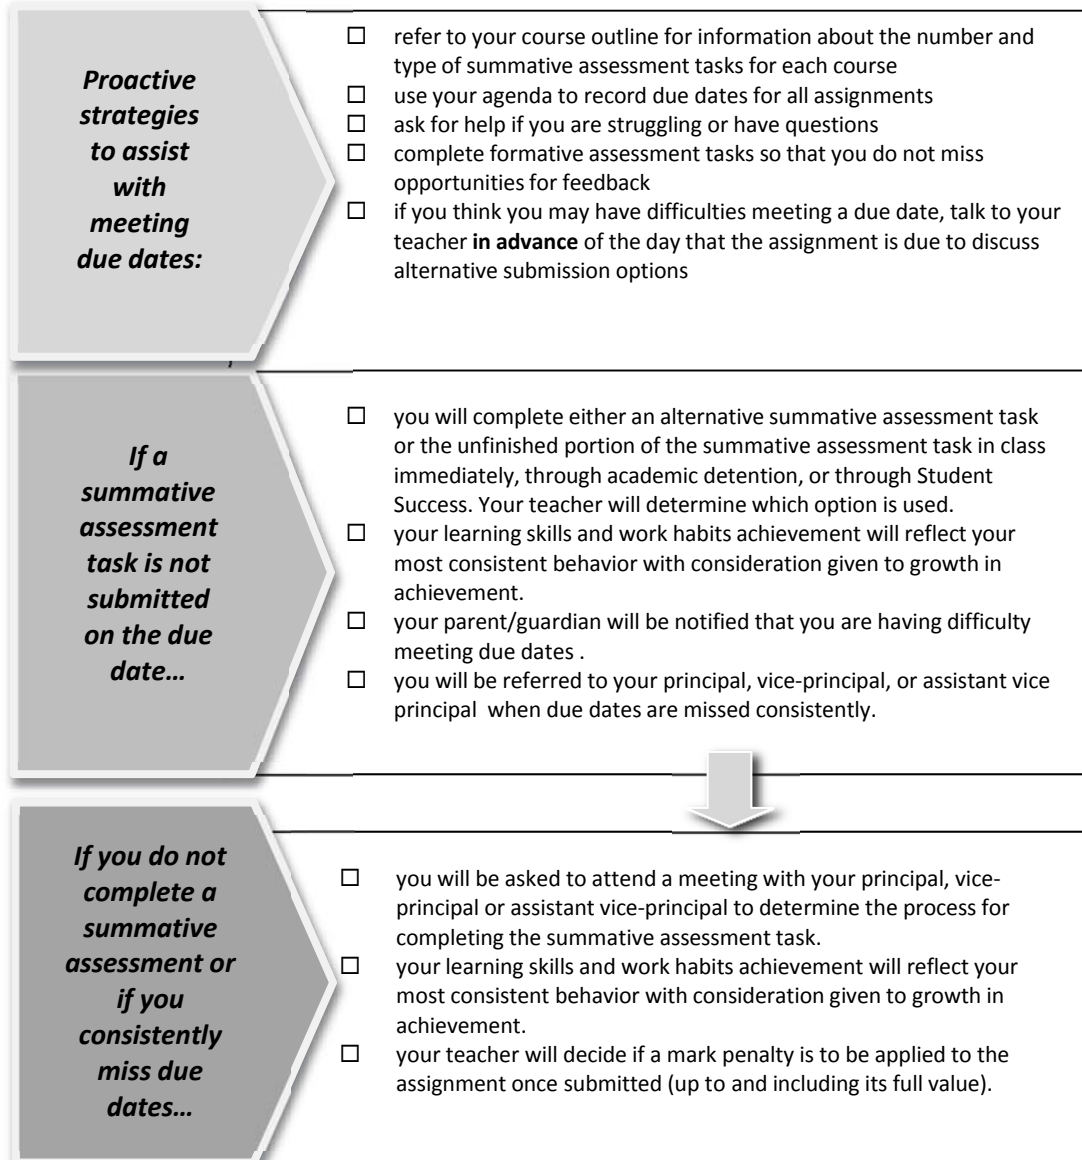 Proactive
strategies
to assist
with
meeting
due dates:
☐ refer to your course outline for information about the number and
type of summative assessment tasks for each course
☐ use your agenda to record due dates for all assignments
☐ ask for help if you are struggling or have questions
☐ complete formative assessment tasks so that you do not miss
opportunities for feedback
☐ if you think you may have difficulties meeting a due date, talk to your
teacher in advance of the day that the assignment is due to discuss
alternative submission options
If a
summative
assessment
task is not
submitted
on the due
date…
☐ you will complete either an alternative summative assessment task
or the unfinished portion of the summative assessment task in class
immediately, through academic detention, or through Student
Success. Your teacher will determine which option is used.
☐ your learning skills and work habits achievement will reflect your
most consistent behavior with consideration given to growth in
achievement.
☐ your parent/guardian will be notified that you are having difficulty
meeting due dates .
☐ you will be referred to your principal, vice-principal, or assistant vice
principal when due dates are missed consistently.
If you do not
complete a
summative
assessment or
if you
consistently
miss due
dates…
☐ you will be asked to attend a meeting with your principal, vice-
principal or assistant vice-principal to determine the process for
completing the summative assessment task.
☐ your learning skills and work habits achievement will reflect your
most consistent behavior with consideration given to growth in
achievement.
☐ your teacher will decide if a mark penalty is to be applied to the
assignment once submitted (up to and including its full value).